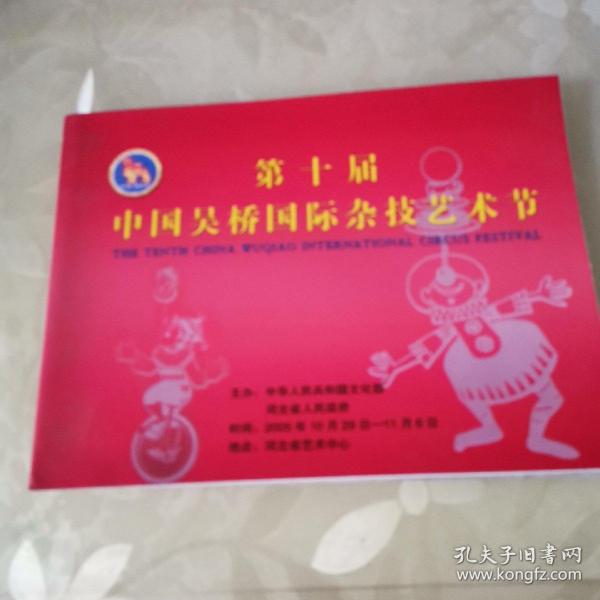 第十届
中国吴桥国际杂技艺术节
THE TENTH CHINA WUQIAO INTERNATIONAL CIRCUS FESTIVAL
主办：中华人民共和国文化部
河北省人民政府
时间：2005年10月29日—11月6日
地点：河北省艺术中心
孔夫子旧书网
www.kongfz.com